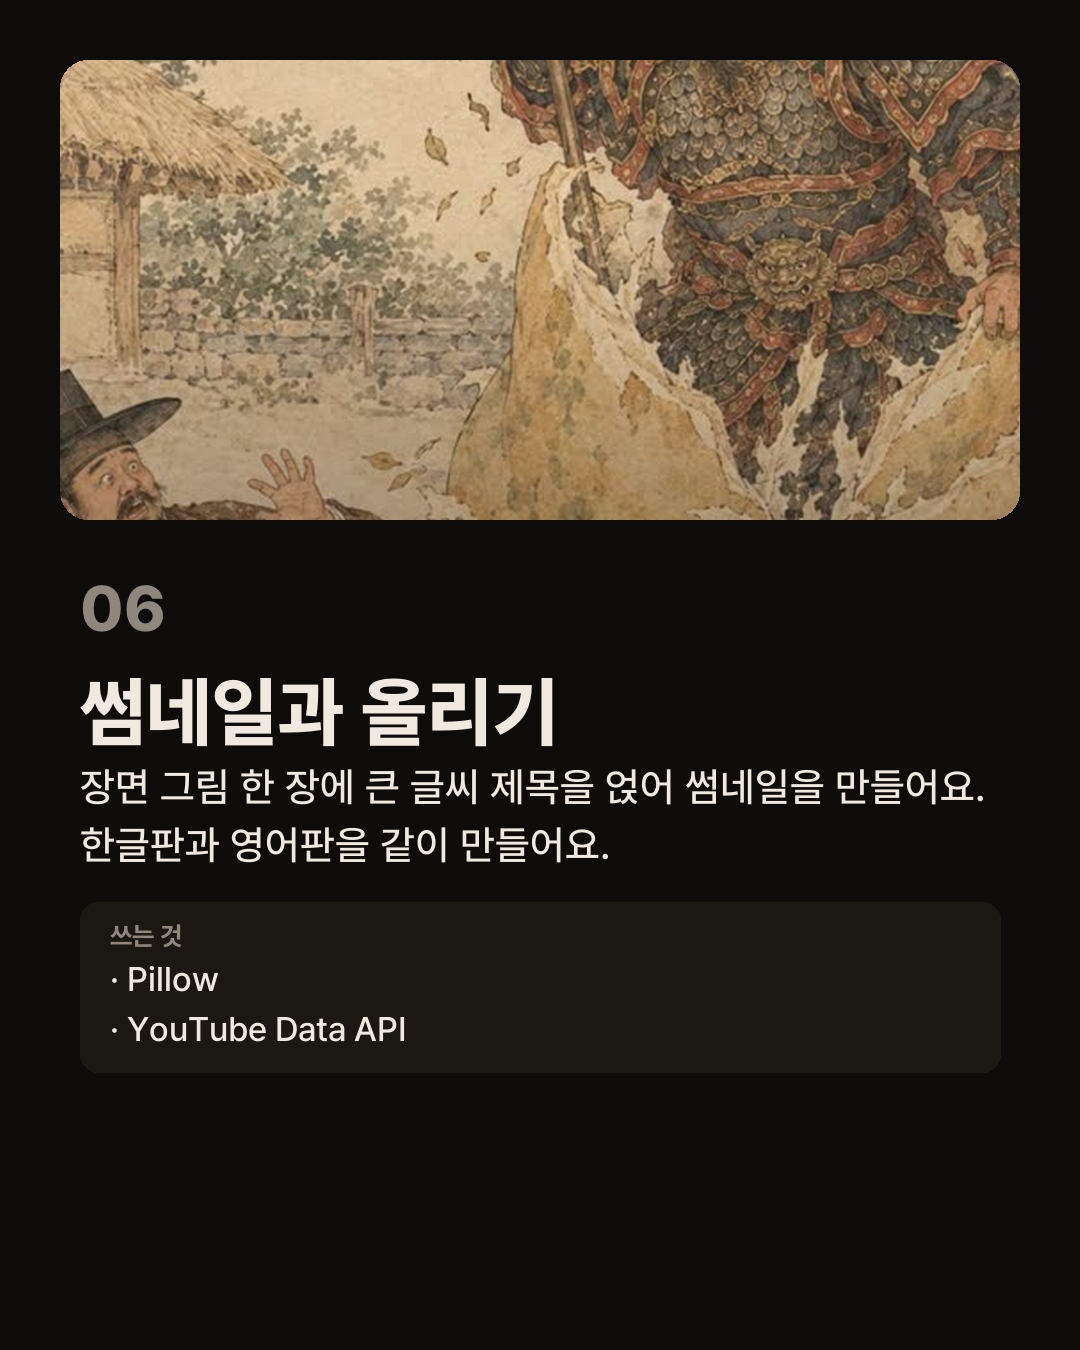 06
썸네일과 올리기
장면 그림 한 장에 큰 글씨 제목을 얹어 썸네일을 만들어요.
한글판과 영어판을 같이 만들어요.
쓰는 것
· Pillow
· YouTube Data API